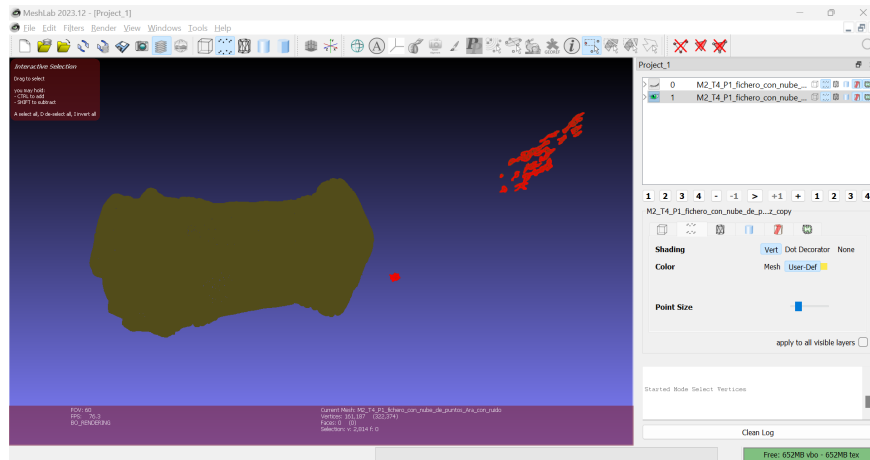 MeshLab 2023.12 - [Project_1]
File Edit Filters Render View Windows Tools Help
Interactive Selection
Drag to select
you may hold:
- CTRL to add
- SHIFT to subtract
A select all, D de-select all, I invert all
Project_1
0 M2_T4_P1_fichero_con_nube_...
1 M2_T4_P1_fichero_con_nube_...
1 2 3 4 - -1 > +1 + 1 2 3 4
M2_T4_P1_fichero_con_nube_de_p....z_copy
Shading Vert Dot Decorator None
Color Mesh User-Def
Point Size
apply to all visible layers
Started Mode Select Vertices
FOV: 60
FPS: 76.3
BO_RENDERING
Current Mesh: M2_T4_P1_fichero_con_nube_de_puntos_Ara_con_ruido
Vertices: 161,187 (322,374)
Faces: 0 (0)
Selection: v: 2,814 f: 0
Clean Log
Free: 652MB vbo - 652MB tex